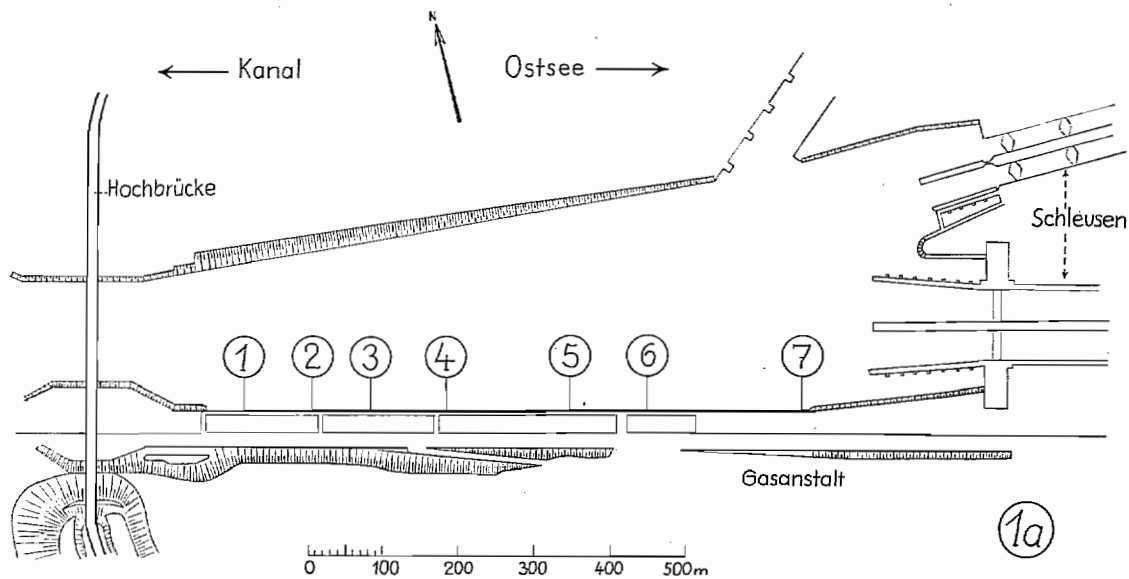 N
← Kanal
Ostsee →
Hochbrücke
Schleusen
1 2 3 4 5 6 7
Gasanstalt
1a
0 100 200 300 400 500m